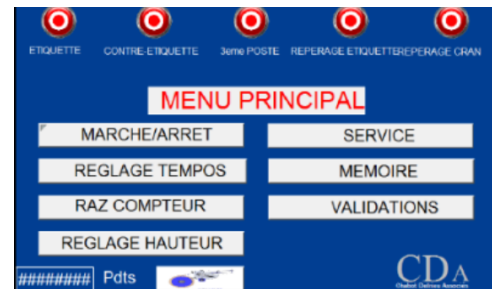 ETIQUETTE CONTRE-ETIQUETTE 3eme POSTE REPERAGE ETIQUETTE REPERAGE CRAN
MENU PRINCIPAL
MARCHE/ARRET SERVICE
REGLAGE TEMPOS MEMOIRE
RAZ COMPTEUR VALIDATIONS
REGLAGE HAUTEUR
######## Pdts
CDA